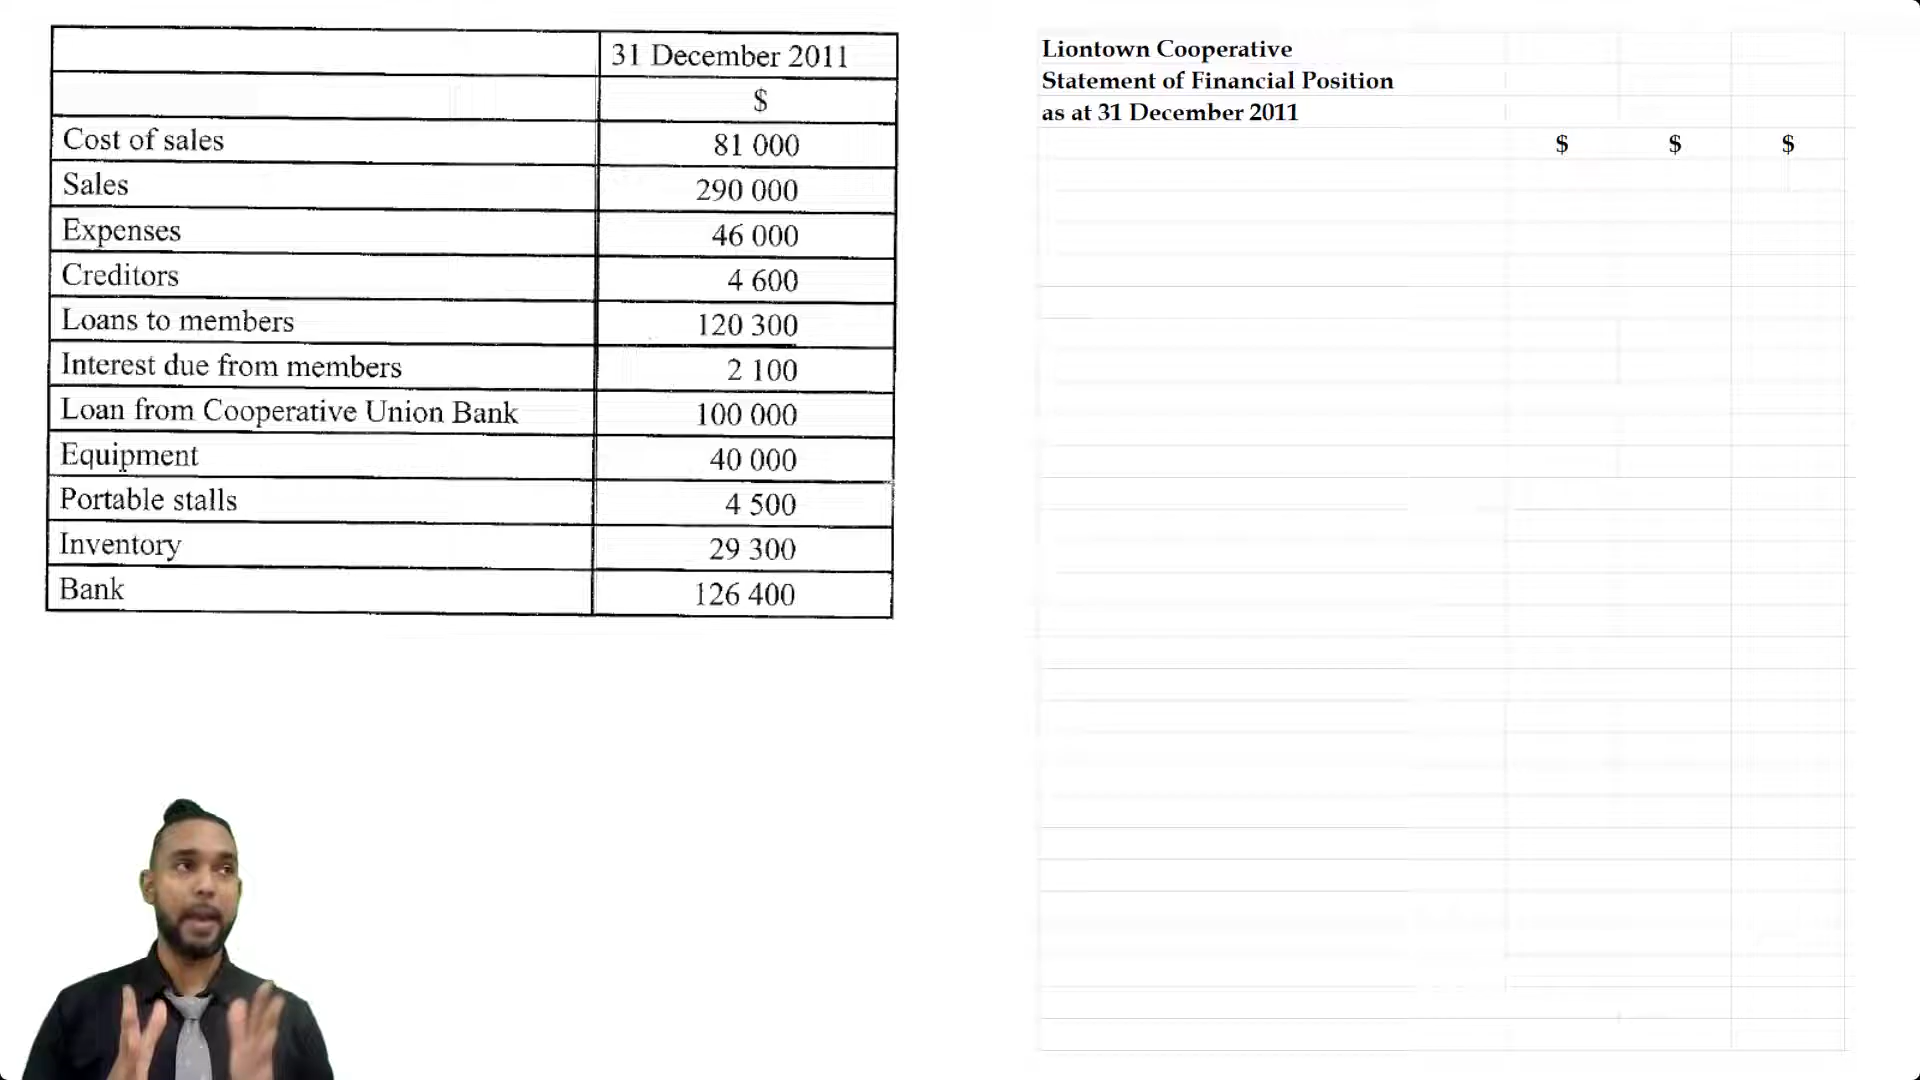 31 December 2011
$
Cost of sales 81 000
Sales 290 000
Expenses 46 000
Creditors 4 600
Loans to members 120 300
Interest due from members 2 100
Loan from Cooperative Union Bank 100 000
Equipment 40 000
Portable stalls 4 500
Inventory 29 300
Bank 126 400
Liontown Cooperative
Statement of Financial Position
as at 31 December 2011
$ $ $